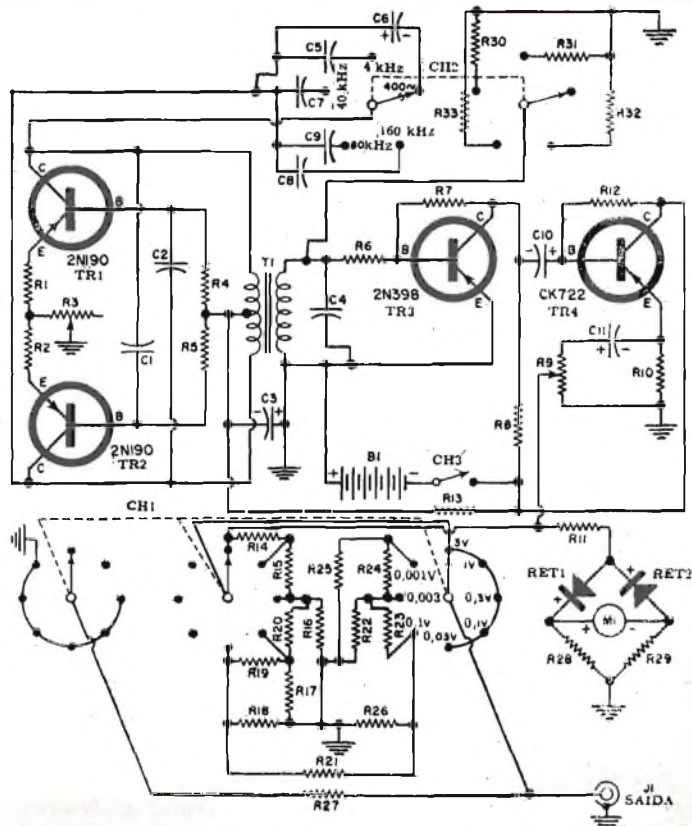 C6
+ -
R30
R31
C5
4 kHz
CH2
C7
40 kHz
400~
R33
R32
C9
160 kHz
80kHz
C8
C
C
R7
R12
B
C
C
E
2N190
TR1
C2
R4
T1
R6
B
C10
- +
B
2N398
TR3
CK722
TR4
R1
R3
C4
E
E
C11
+ -
R2
R5
C1
R9
R10
E
C3
- +
B
R8
2N190
TR2
B1
+ -
CH3
C
R13
CH1
R14
3V
R11
R15
R25
R24
1V
RET1
RET2
0,001V
+ +
0,003
0,3V
R20
R16
R22
R23
0,1V
0,1V
M1
+ -
0,03V
R19
R28
R29
R17
R18
R26
R21
R27
J1
SAIDA